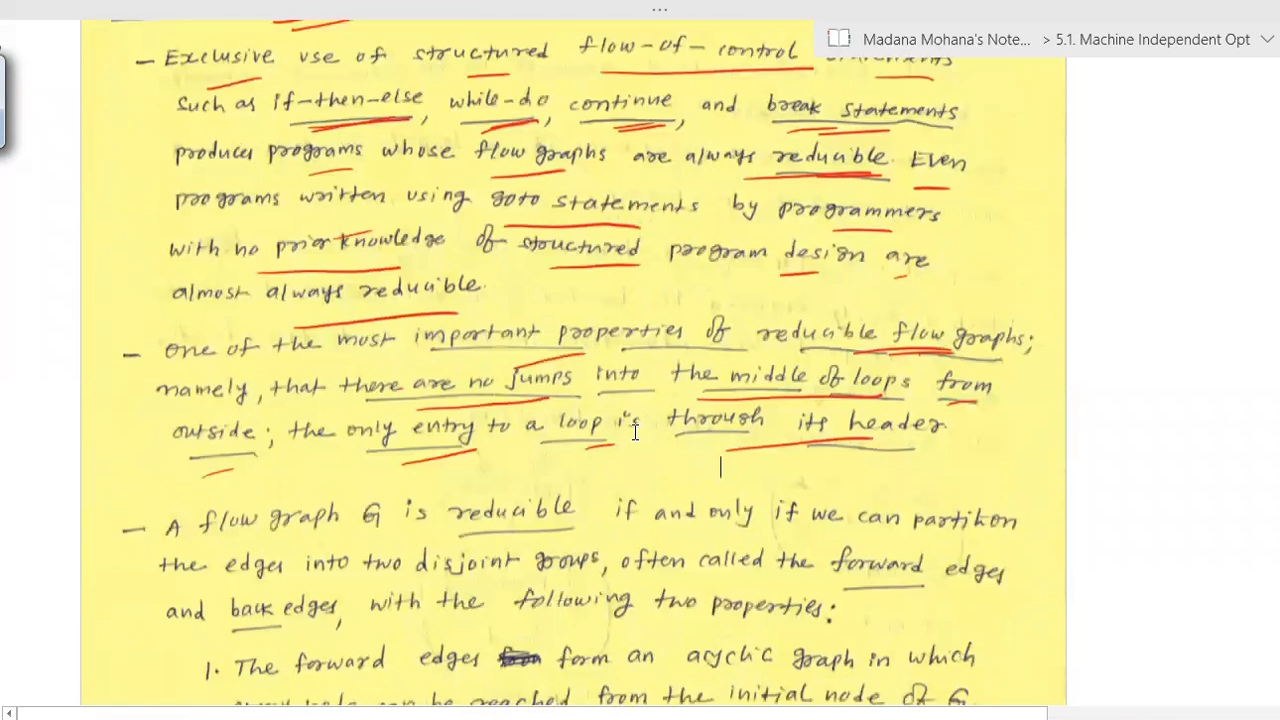 ...
Madana Mohana's Note... > 5.1. Machine Independent Opt
- Exclusive use of structured flow-of-control
such as if-then-else, while-do, continue, and break statements
produces programs whose flow graphs are always reducible. Even
programs written using goto statements by programmers
with no prior knowledge of structured program design are
almost always reducible.
- One of the most important properties of reducible flow graphs;
namely, that there are no jumps into the middle of loops from
outside; the only entry to a loop is through its header
- A flow graph G is reducible if and only if we can partition
the edges into two disjoint groups, often called the forward edges
and back edges, with the following two properties:
1. The forward edges form an acyclic graph in which
reached from the initial node of G